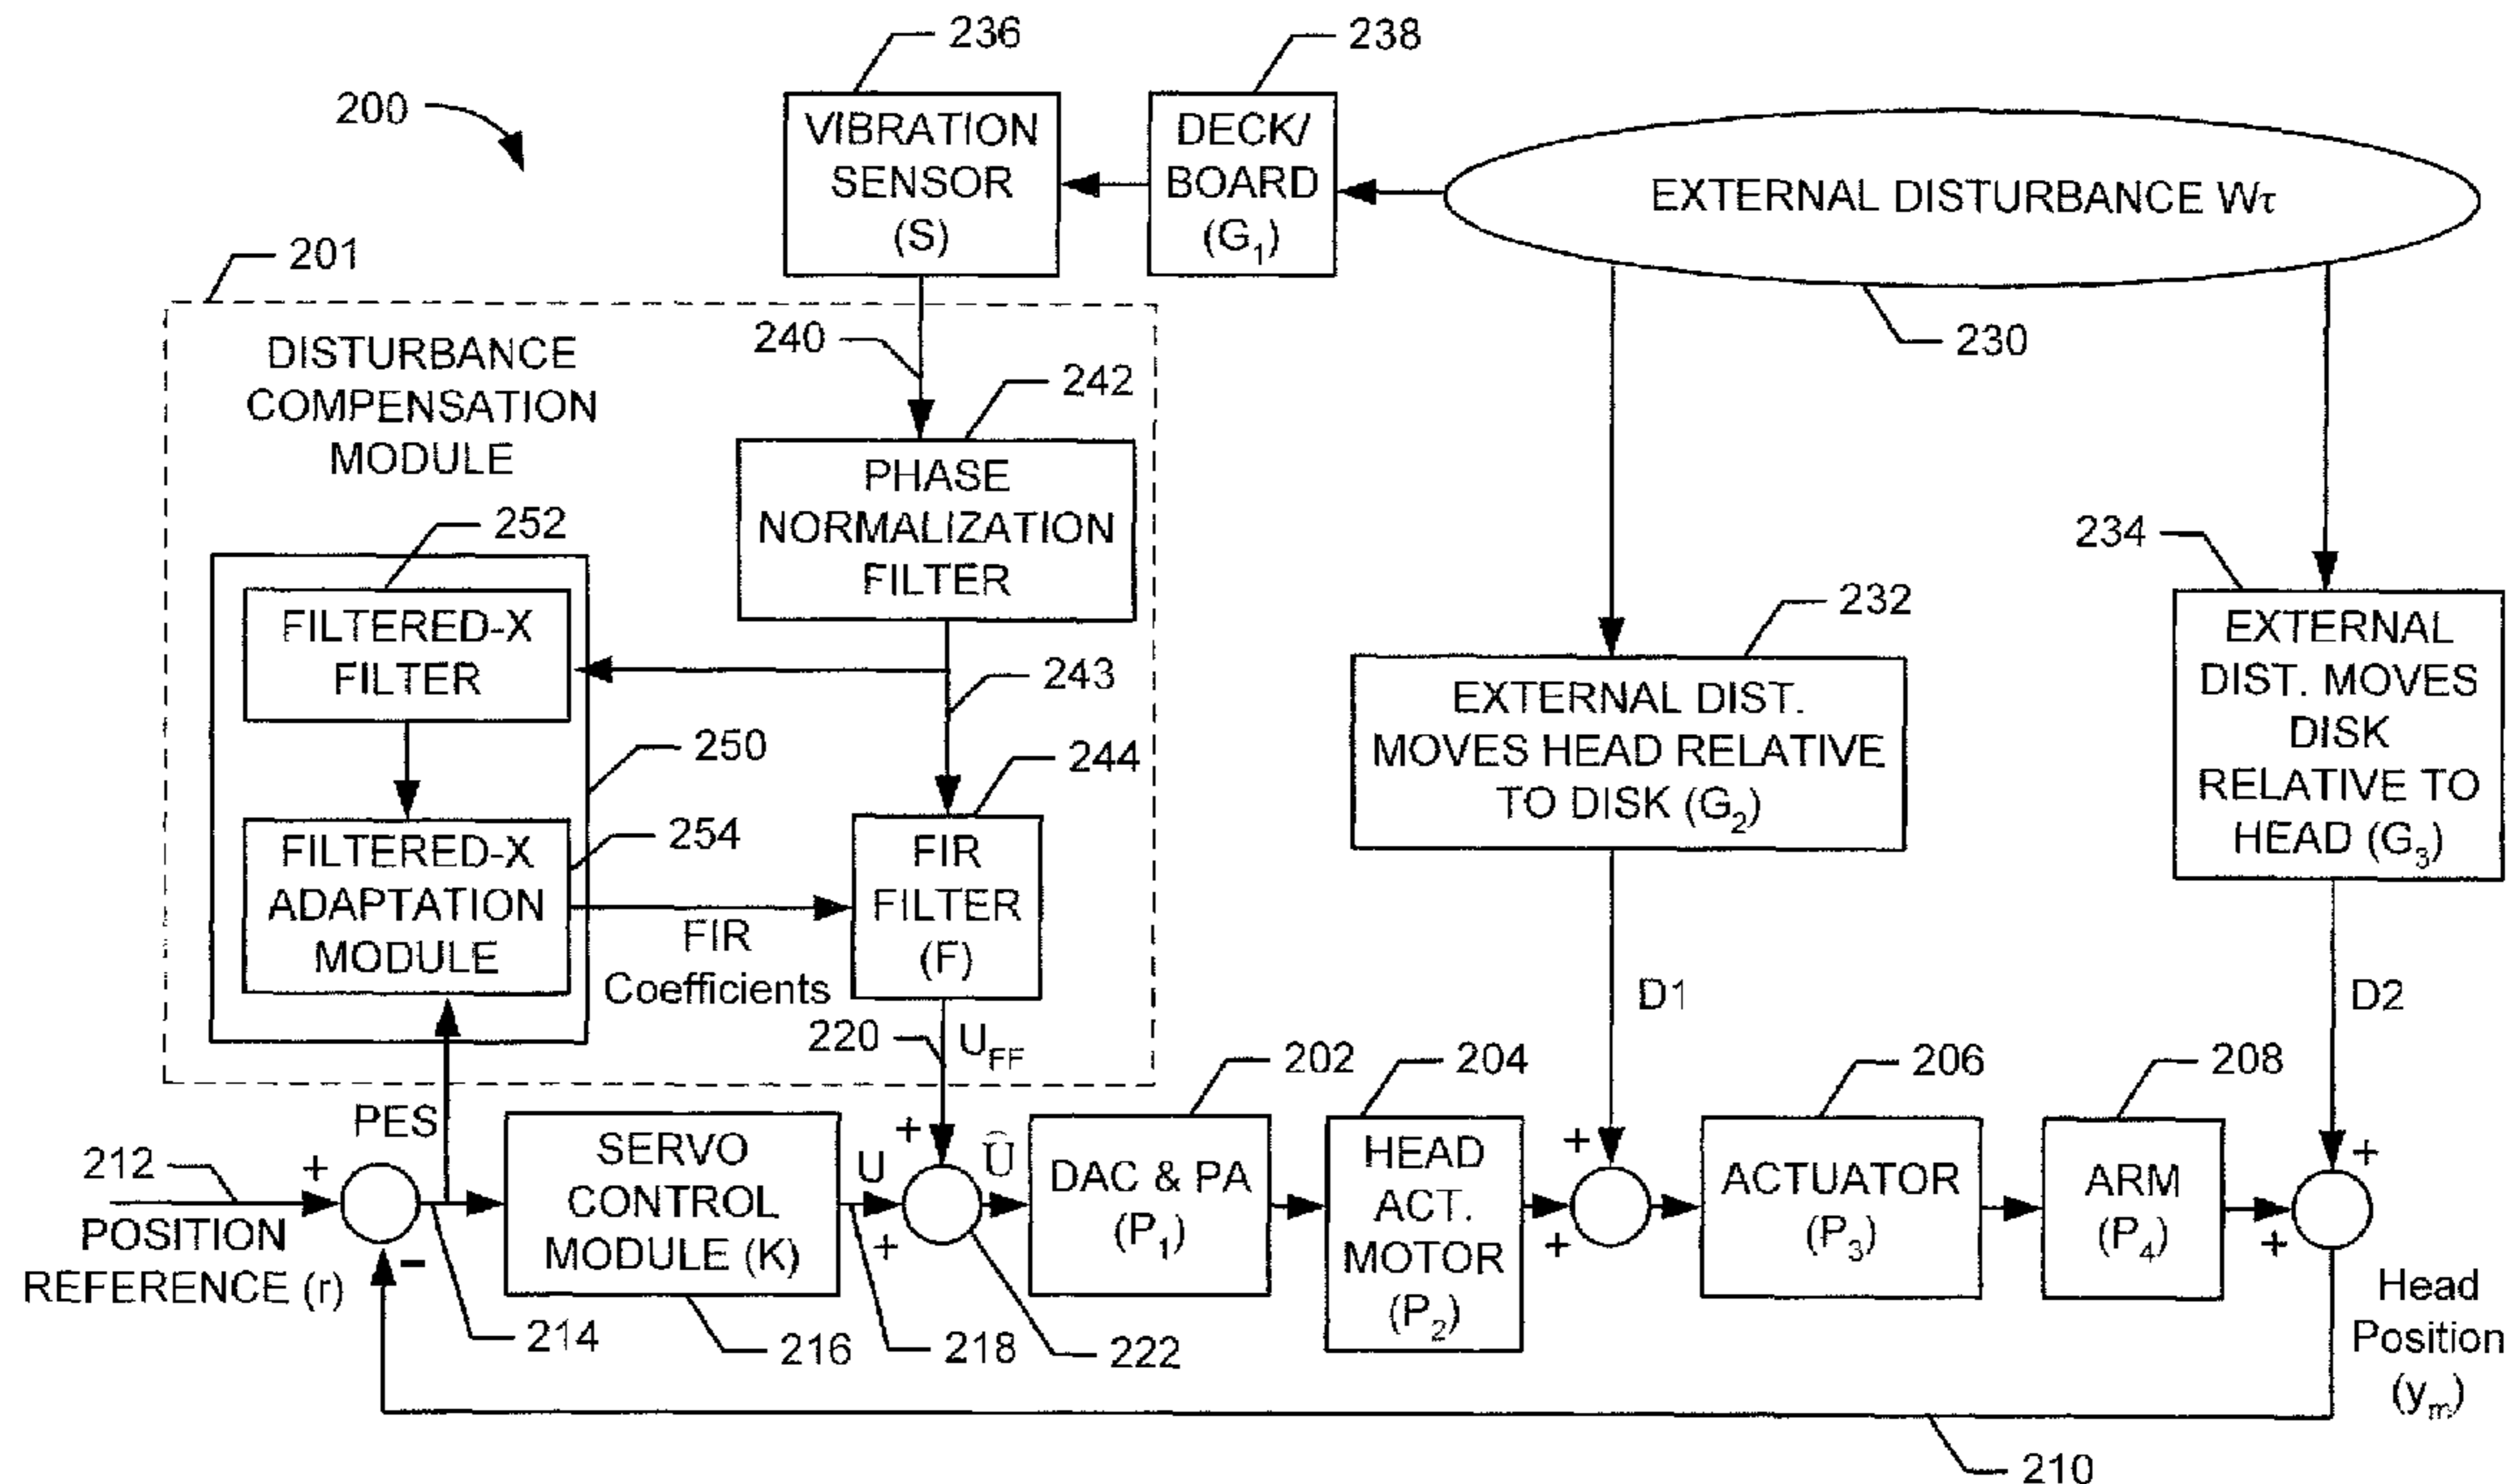 200
236
VIBRATION
SENSOR
(S)
238
DECK/
BOARD
(G1)
EXTERNAL DISTURBANCE Wτ
230
201
DISTURBANCE
COMPENSATION
MODULE
240
242
PHASE
NORMALIZATION
FILTER
252
FILTERED-X
FILTER
243
250
254
FILTERED-X
ADAPTATION
MODULE
FIR
Coefficients
244
FIR
FILTER
(F)
220
UFF
232
EXTERNAL DIST.
MOVES HEAD RELATIVE
TO DISK (G2)
D1
234
EXTERNAL
DIST. MOVES
DISK
RELATIVE TO
HEAD (G3)
D2
PES
212
+
POSITION
REFERENCE (r)
-
214
SERVO
CONTROL
MODULE (K)
216
U
218
+
+
Û
222
202
DAC & PA
(P1)
204
HEAD
ACT.
MOTOR
(P2)
+
+
206
ACTUATOR
(P3)
208
ARM
(P4)
+
+
Head
Position
(ym)
210